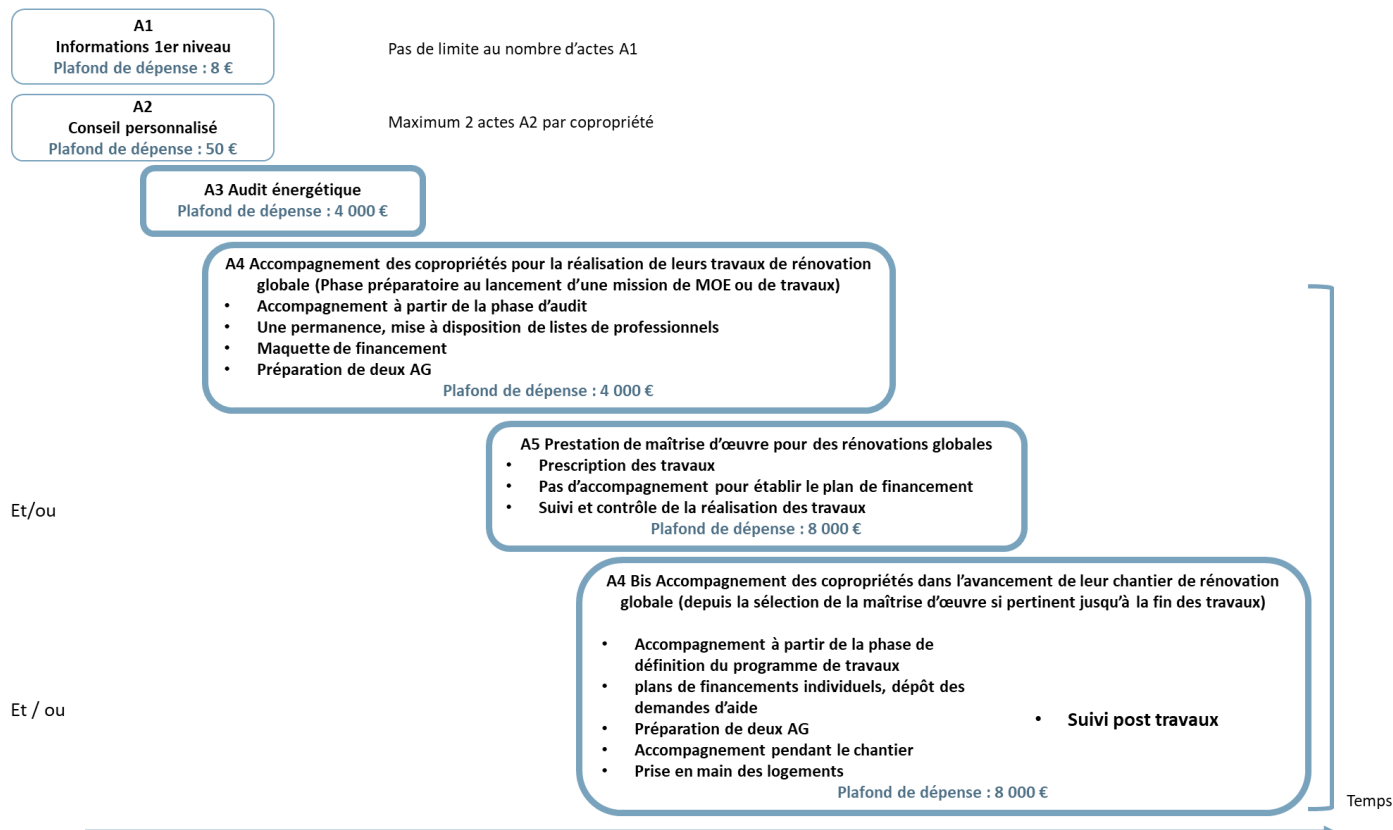 A1
Informations 1er niveau
Plafond de dépense : 8 €
Pas de limite au nombre d'actes A1
A2
Conseil personnalisé
Plafond de dépense : 50 €
Maximum 2 actes A2 par copropriété
A3 Audit énergétique
Plafond de dépense : 4 000 €
A4 Accompagnement des copropriétés pour la réalisation de leurs travaux de rénovation
globale (Phase préparatoire au lancement d'une mission de MOE ou de travaux)
• Accompagnement à partir de la phase d'audit
• Une permanence, mise à disposition de listes de professionnels
• Maquette de financement
• Préparation de deux AG
Plafond de dépense : 4 000 €
Et/ou
A5 Prestation de maîtrise d'œuvre pour des rénovations globales
• Prescription des travaux
• Pas d'accompagnement pour établir le plan de financement
• Suivi et contrôle de la réalisation des travaux
Plafond de dépense : 8 000 €
Et / ou
A4 Bis Accompagnement des copropriétés dans l'avancement de leur chantier de rénovation
globale (depuis la sélection de la maîtrise d'œuvre si pertinent jusqu'à la fin des travaux)
• Accompagnement à partir de la phase de
définition du programme de travaux
• plans de financements individuels, dépôt des
demandes d'aide
• Préparation de deux AG
• Accompagnement pendant le chantier
• Prise en main des logements
• Suivi post travaux
Plafond de dépense : 8 000 €
Temps